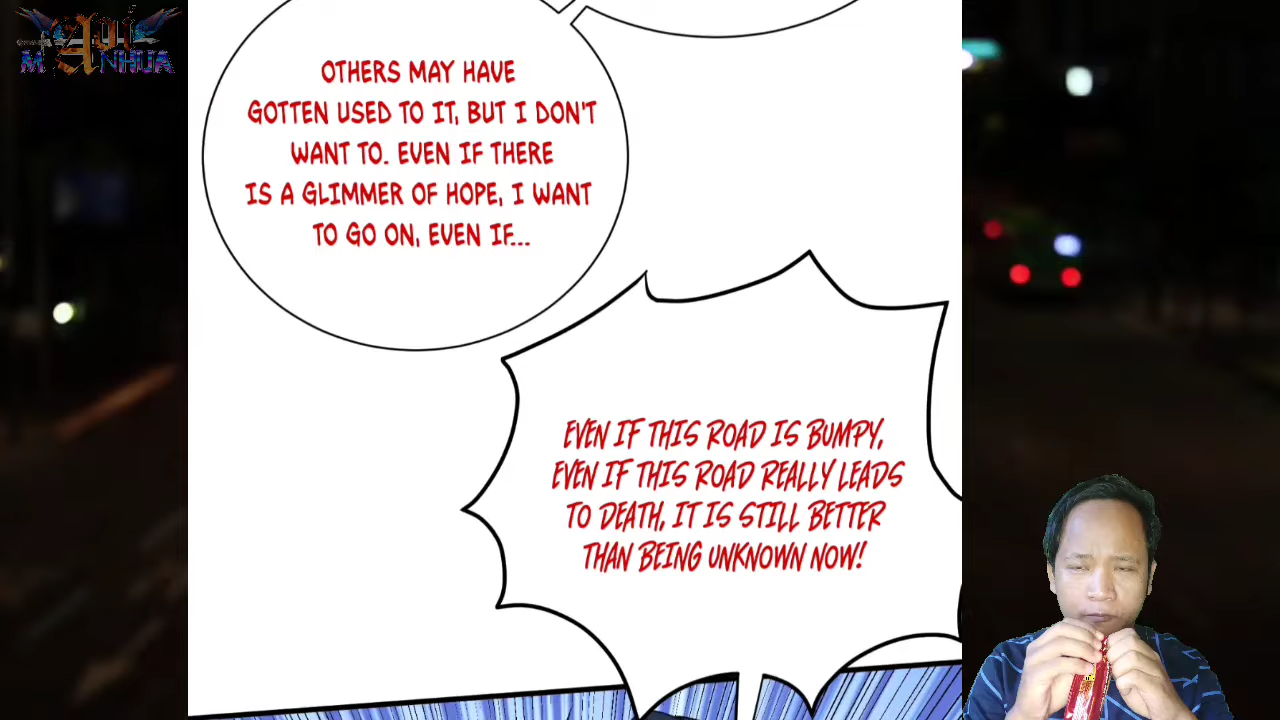 Api
MANHUA
OTHERS MAY HAVE
GOTTEN USED TO IT, BUT I DON'T
WANT TO. EVEN IF THERE
IS A GLIMMER OF HOPE, I WANT
TO GO ON, EVEN IF...
EVEN IF THIS ROAD IS BUMPY,
EVEN IF THIS ROAD REALLY LEADS
TO DEATH, IT IS STILL BETTER
THAN BEING UNKNOWN NOW!